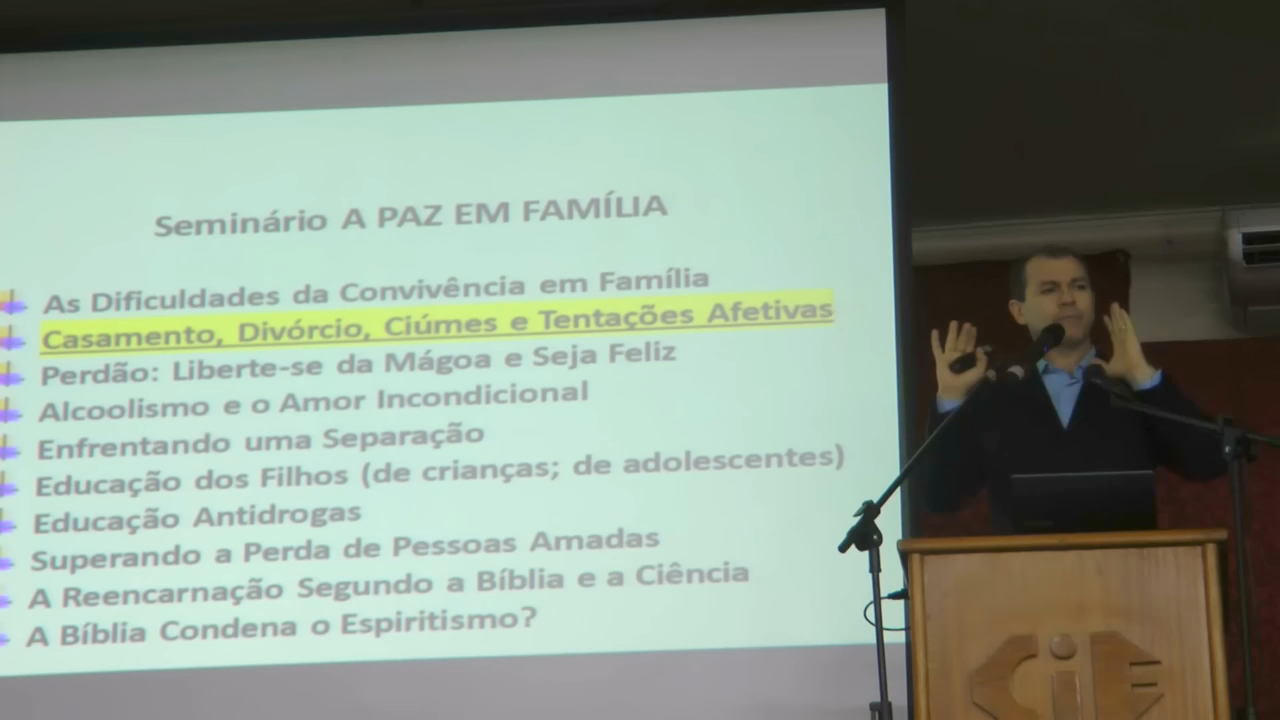 Seminário A PAZ EM FAMÍLIA
As Dificuldades da Convivência em Família
Casamento, Divórcio, Ciúmes e Tentações Afetivas
Perdão: Liberte-se da Mágoa e Seja Feliz
Alcoolismo e o Amor Incondicional
Enfrentando uma Separação
Educação dos Filhos (de crianças; de adolescentes)
Educação Antidrogas
Superando a Perda de Pessoas Amadas
A Reencarnação Segundo a Bíblia e a Ciência
A Bíblia Condena o Espiritismo?
CIE